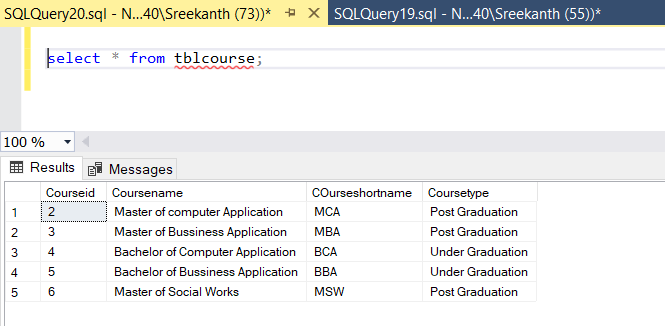 SQLQuery20.sql - N...40\Sreekanth (73))* SQLQuery19.sql - N...40\Sreekanth (55))*
select * from tblcourse;
100 %
Results Messages
Courseid Coursename COurseshortname Coursetype
1 2 Master of computer Application MCA Post Graduation
2 3 Master of Bussiness Application MBA Post Graduation
3 4 Bachelor of Computer Application BCA Under Graduation
4 5 Bachelor of Bussiness Application BBA Under Graduation
5 6 Master of Social Works MSW Post Graduation